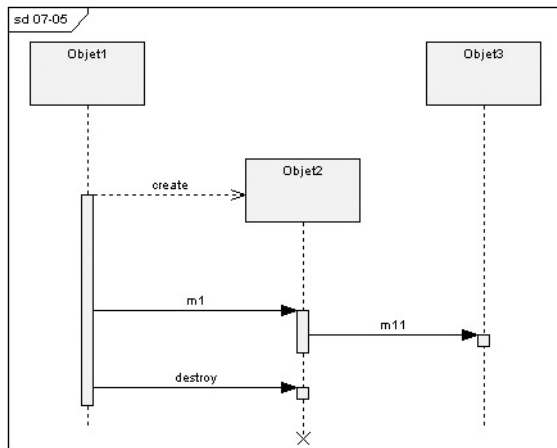 sd 07-05
Objet1
Objet3
create
Objet2
m1
m11
destroy